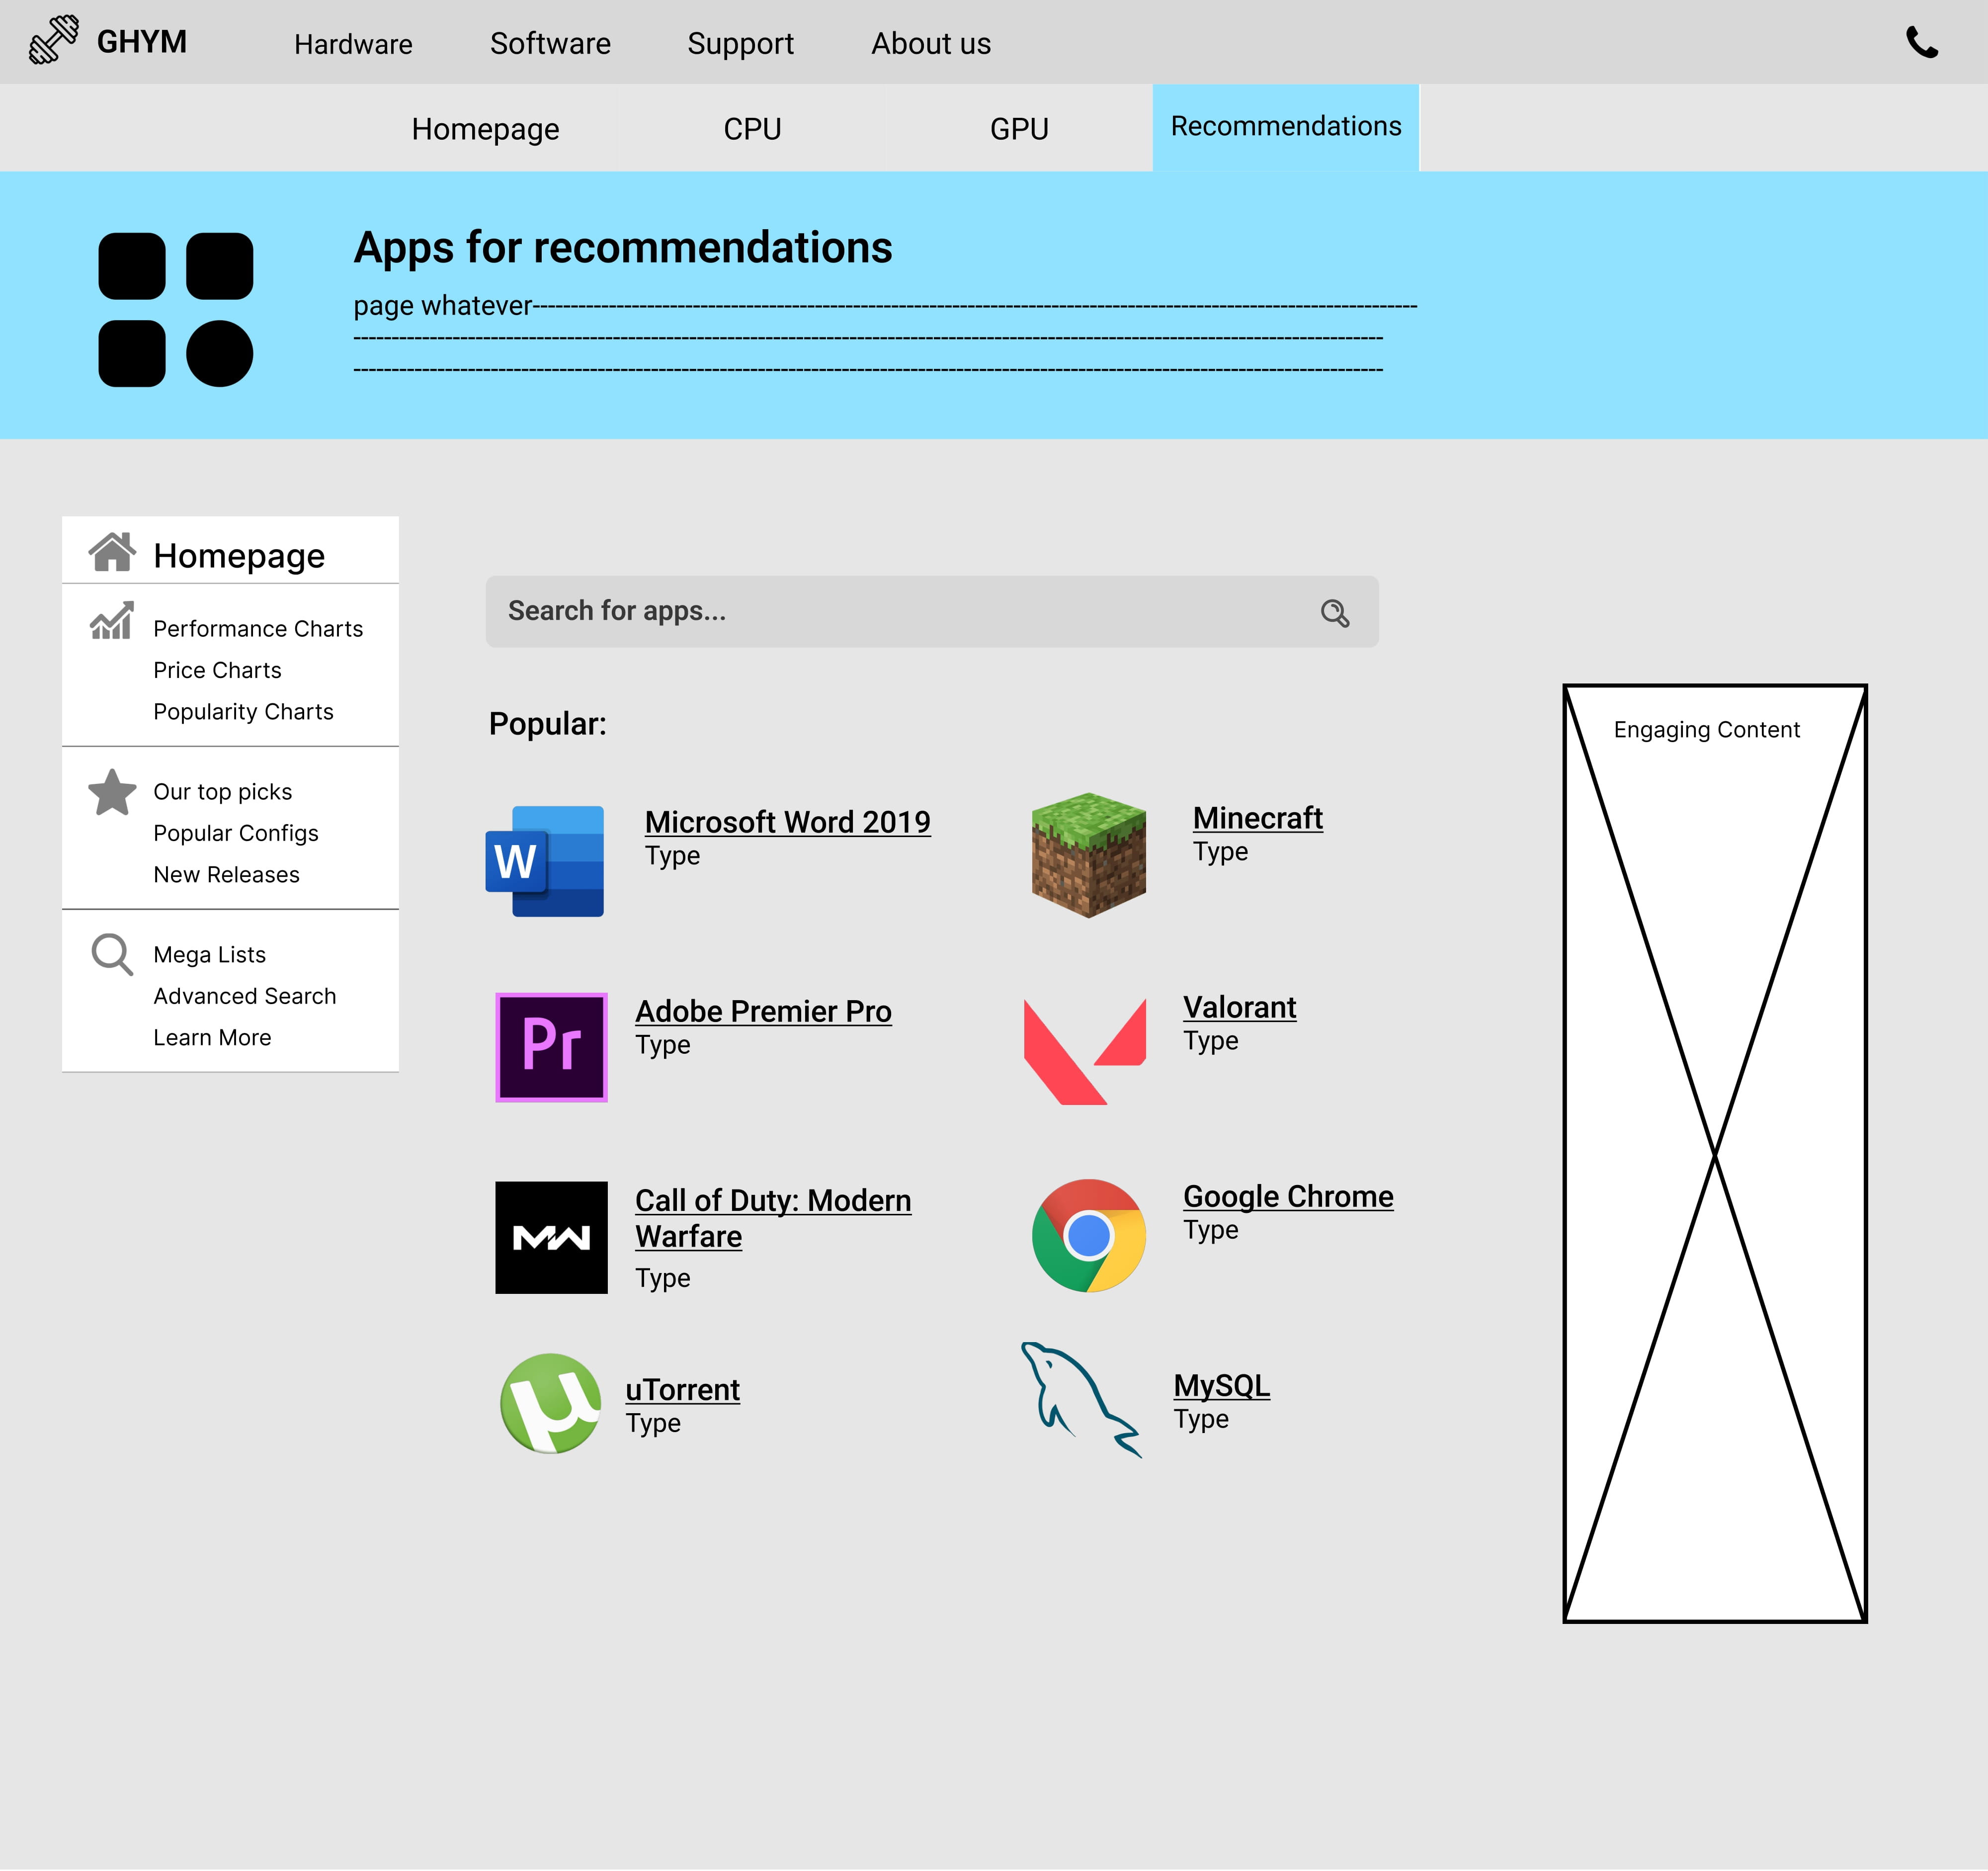 GHYM
Hardware
Software
Support
About us
Homepage
CPU
GPU
Recommendations
Apps for recommendations
page whatever--------------------------------------------------------------------------------------------------------------------
---------------------------------------------------------------------------------------------------------------------------------------
---------------------------------------------------------------------------------------------------------------------------------------
Homepage
Performance Charts
Price Charts
Popularity Charts
Our top picks
Popular Configs
New Releases
Mega Lists
Advanced Search
Learn More
Search for apps...
Popular:
W
Microsoft Word 2019
Type
Minecraft
Type
Pr
Adobe Premier Pro
Type
Valorant
Type
MW
Call of Duty: Modern
Warfare
Type
Google Chrome
Type
µ
uTorrent
Type
MySQL
Type
Engaging Content